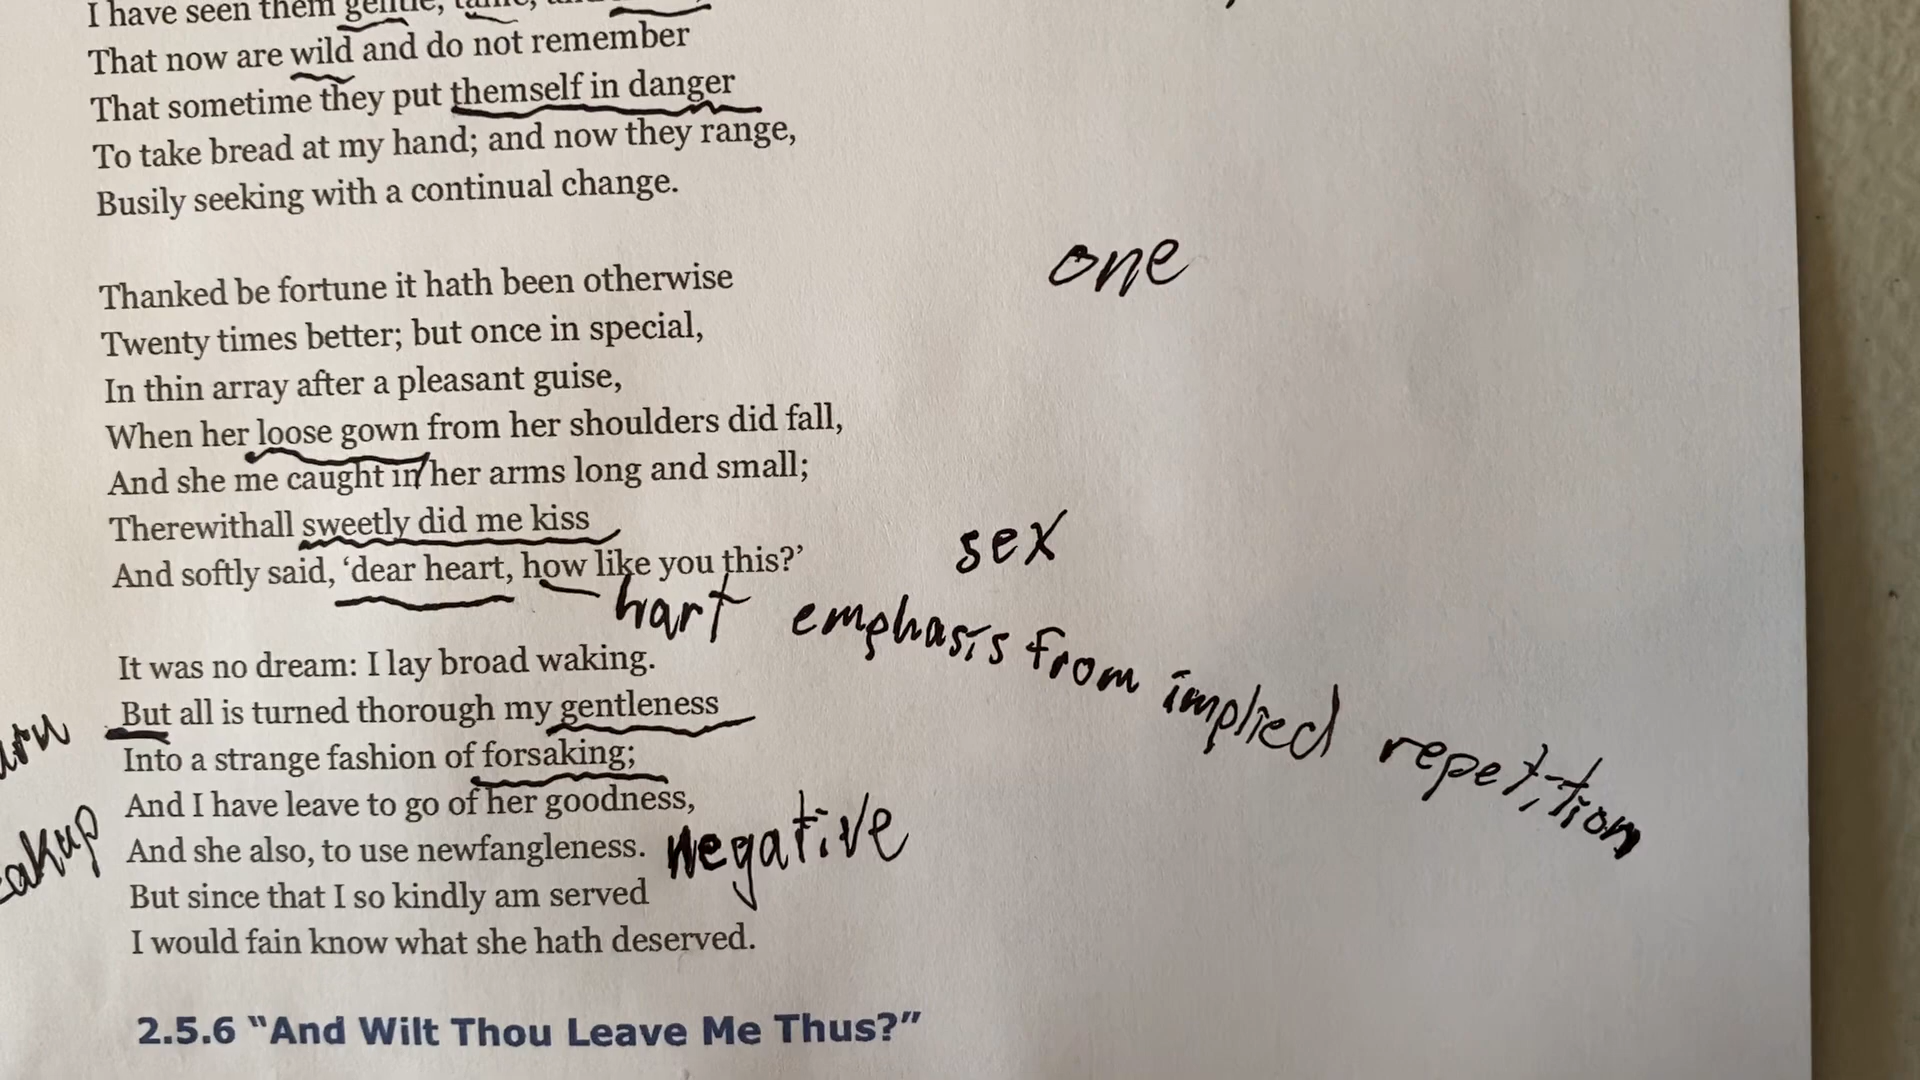 I have seen them gentle, tame, and
That now are wild and do not remember
That sometime they put themself in danger
To take bread at my hand; and now they range,
Busily seeking with a continual change.
one
Thanked be fortune it hath been otherwise
Twenty times better; but once in special,
In thin array after a pleasant guise,
When her loose gown from her shoulders did fall,
And she me caught in her arms long and small;
Therewithall sweetly did me kiss
sex
And softly said, ‘dear heart, how like you this?’
hart emphasis from implied repetition
It was no dream: I lay broad waking.
But all is turned thorough my gentleness
Into a strange fashion of forsaking;
And I have leave to go of her goodness,
And she also, to use newfangleness.
negative
But since that I so kindly am served
I would fain know what she hath deserved.
2.5.6 “And Wilt Thou Leave Me Thus?”